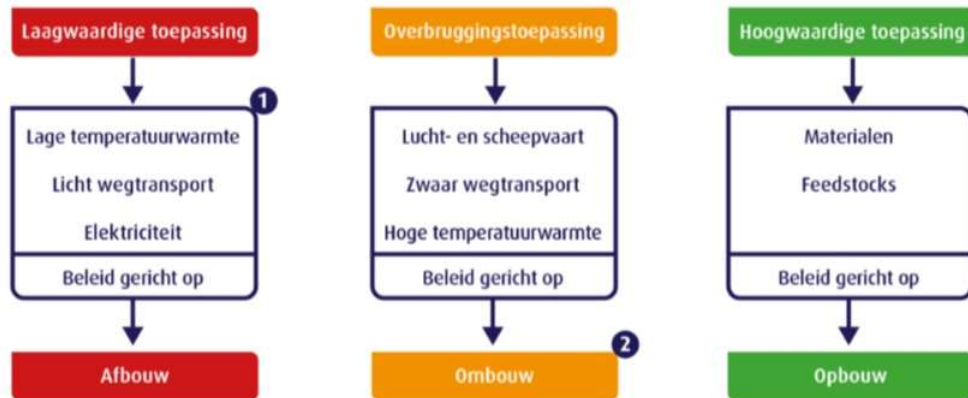 Laagwaardige toepassing
Overbruggingstoepassing
Hoogwaardige toepassing
1
Lage temperatuurwarmte
Licht wegtransport
Elektriciteit
Beleid gericht op
Lucht- en scheepvaart
Zwaar wegtransport
Hoge temperatuurwarmte
Beleid gericht op
Materialen
Feedstocks
Beleid gericht op
Afbouw
2
Ombouw
Opbouw